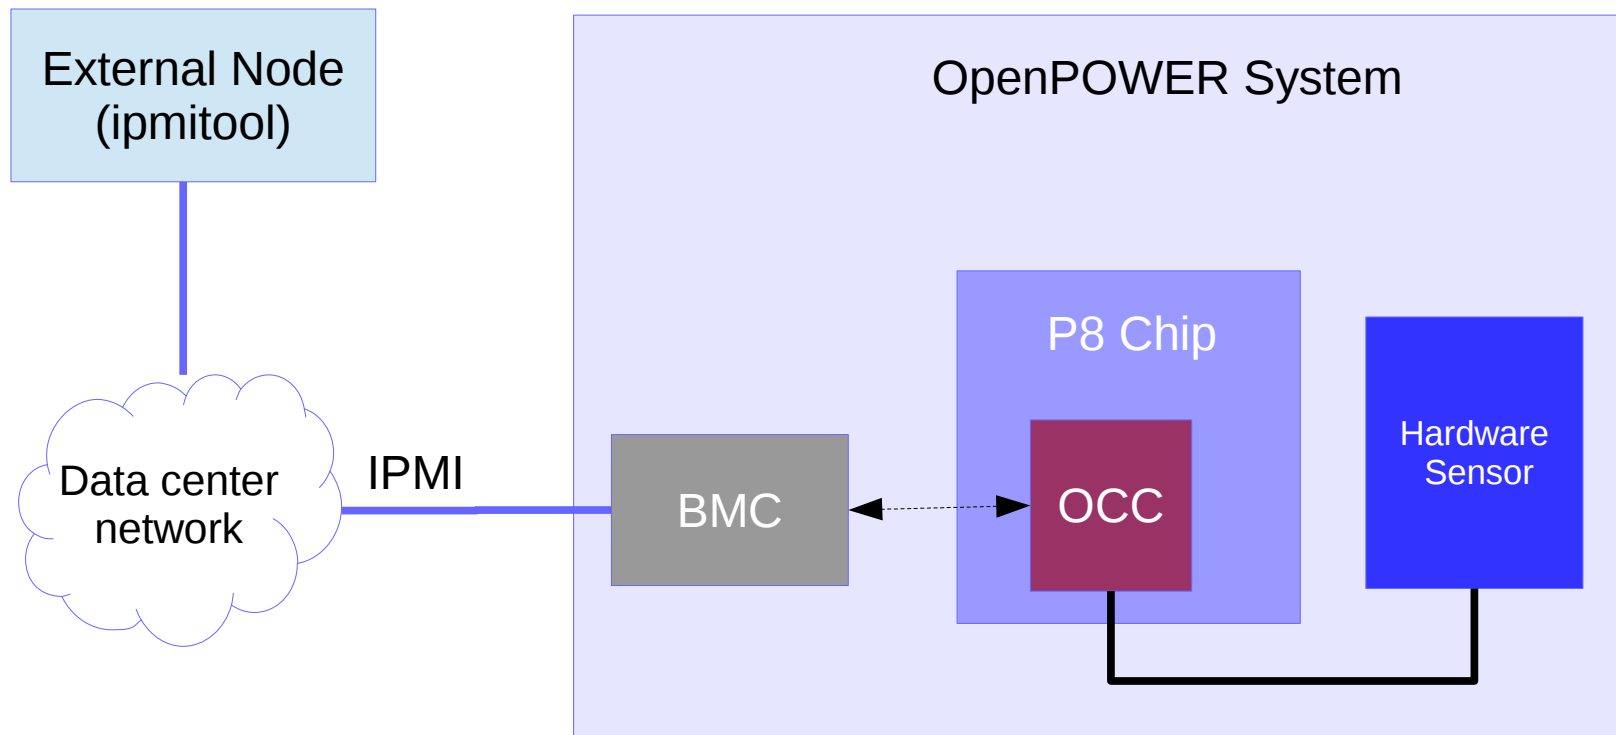 External Node
(ipmitool)
OpenPOWER System
P8 Chip
Hardware
Sensor
Data center
network
IPMI
BMC
OCC